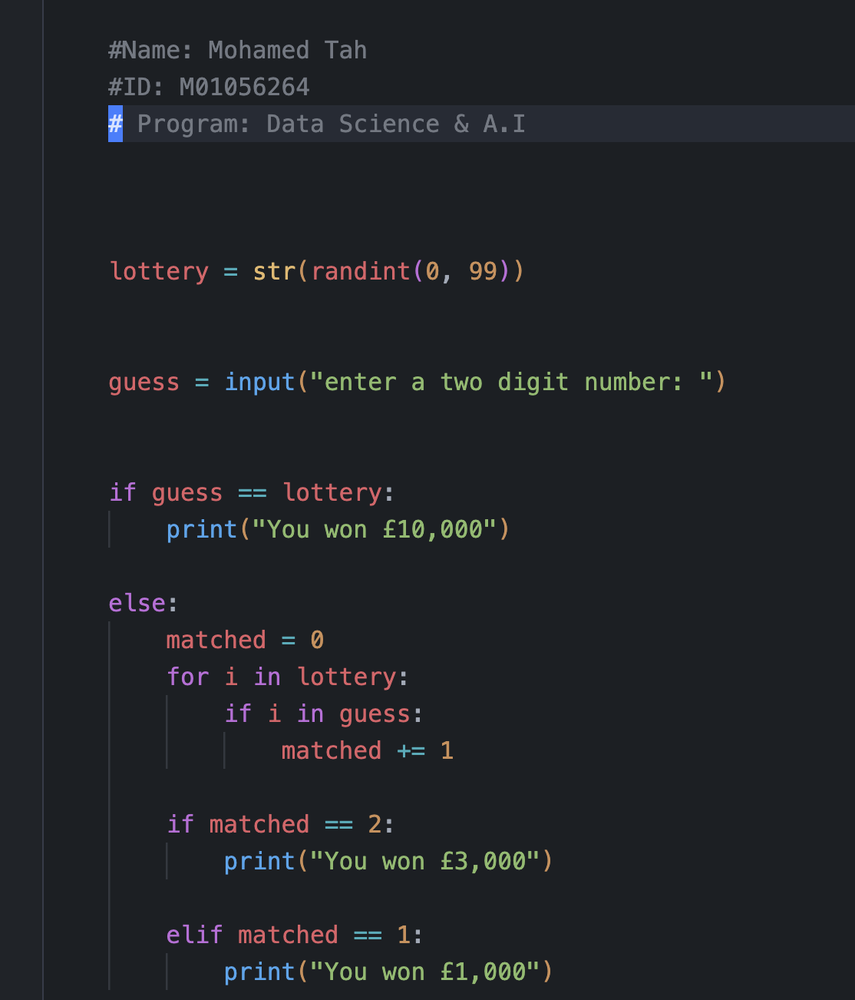 #Name: Mohamed Tah
#ID: M01056264
# Program: Data Science & A.I
lottery = str(randint(0, 99))
guess = input("enter a two digit number: ")
if guess == lottery:
    print("You won £10,000")
else:
    matched = 0
    for i in lottery:
        if i in guess:
            matched += 1
    if matched == 2:
        print("You won £3,000")
    elif matched == 1:
        print("You won £1,000")